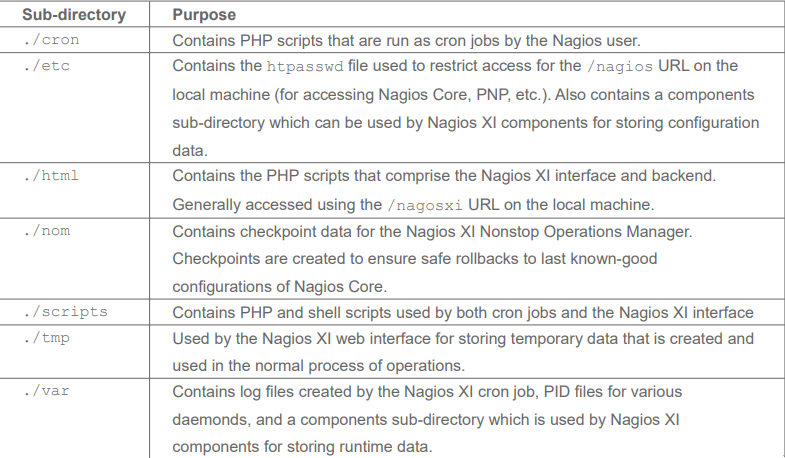 Sub-directory Purpose
./cron Contains PHP scripts that are run as cron jobs by the Nagios user.
./etc Contains the htpasswd file used to restrict access for the /nagios URL on the
local machine (for accessing Nagios Core, PNP, etc.). Also contains a components
sub-directory which can be used by Nagios XI components for storing configuration
data.
./html Contains the PHP scripts that comprise the Nagios XI interface and backend.
Generally accessed using the /nagosxi URL on the local machine.
./nom Contains checkpoint data for the Nagios XI Nonstop Operations Manager.
Checkpoints are created to ensure safe rollbacks to last known-good
configurations of Nagios Core.
./scripts Contains PHP and shell scripts used by both cron jobs and the Nagios XI interface
./tmp Used by the Nagios XI web interface for storing temporary data that is created and
used in the normal process of operations.
./var Contains log files created by the Nagios XI cron job, PID files for various
daemonds, and a components sub-directory which is used by Nagios XI
components for storing runtime data.